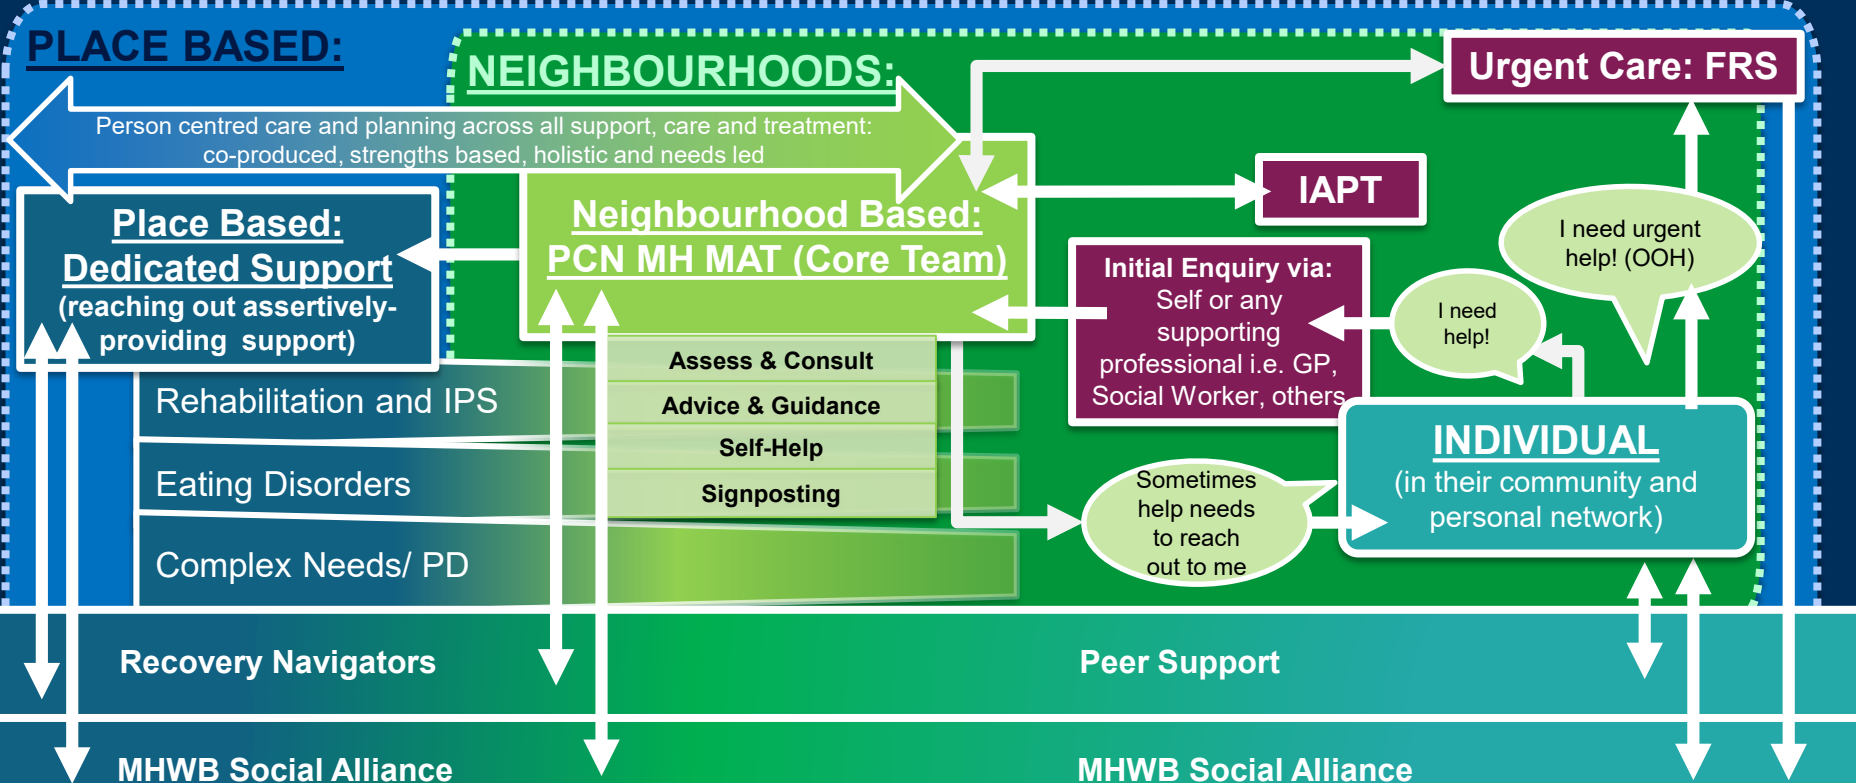 PLACE BASED:
NEIGHBOURHOODS:
Urgent Care: FRS
Person centred care and planning across all support, care and treatment:
co-produced, strengths based, holistic and needs led
IAPT
Place Based:
Dedicated Support
(reaching out assertively-
providing support)
Neighbourhood Based:
PCN MH MAT (Core Team)
Initial Enquiry via:
Self or any
supporting
professional i.e. GP,
Social Worker, others
I need
help!
I need urgent
help! (OOH)
Assess & Consult
Advice & Guidance
Self-Help
Signposting
Rehabilitation and IPS
Eating Disorders
Complex Needs/ PD
Sometimes
help needs
to reach
out to me
INDIVIDUAL
(in their community and
personal network)
Recovery Navigators
Peer Support
MHWB Social Alliance
MHWB Social Alliance